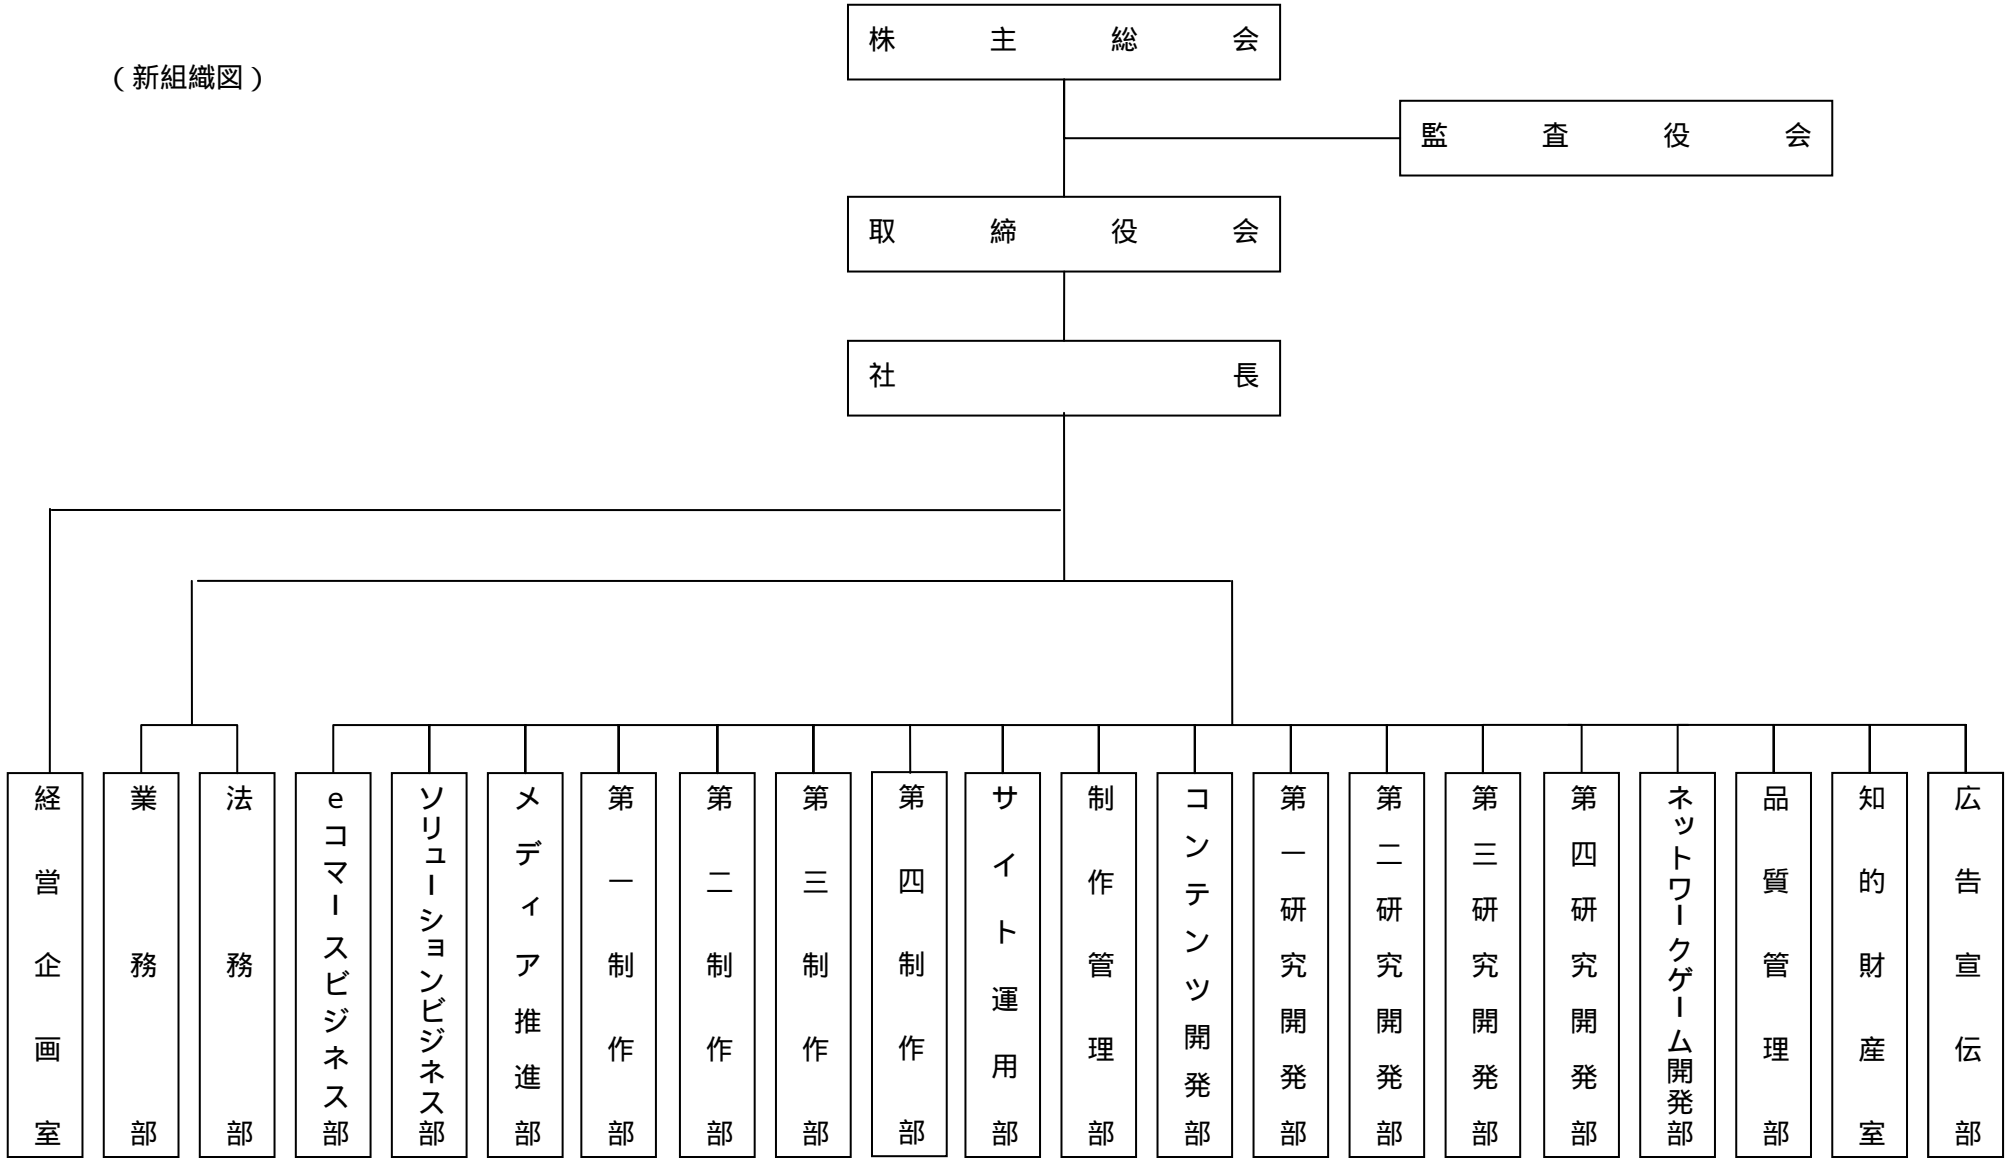 （新組織図）
株主総会
監査役会
取締役会
社長
経営企画室
業務部
法務部
eコマースビジネス部
ソリューションビジネス部
メディア推進部
第一制作部
第二制作部
第三制作部
第四制作部
サイト運用部
制作管理部
コンテンツ開発部
第一研究開発部
第二研究開発部
第三研究開発部
第四研究開発部
ネットワークゲーム開発部
品質管理部
知的財産室
広告宣伝部